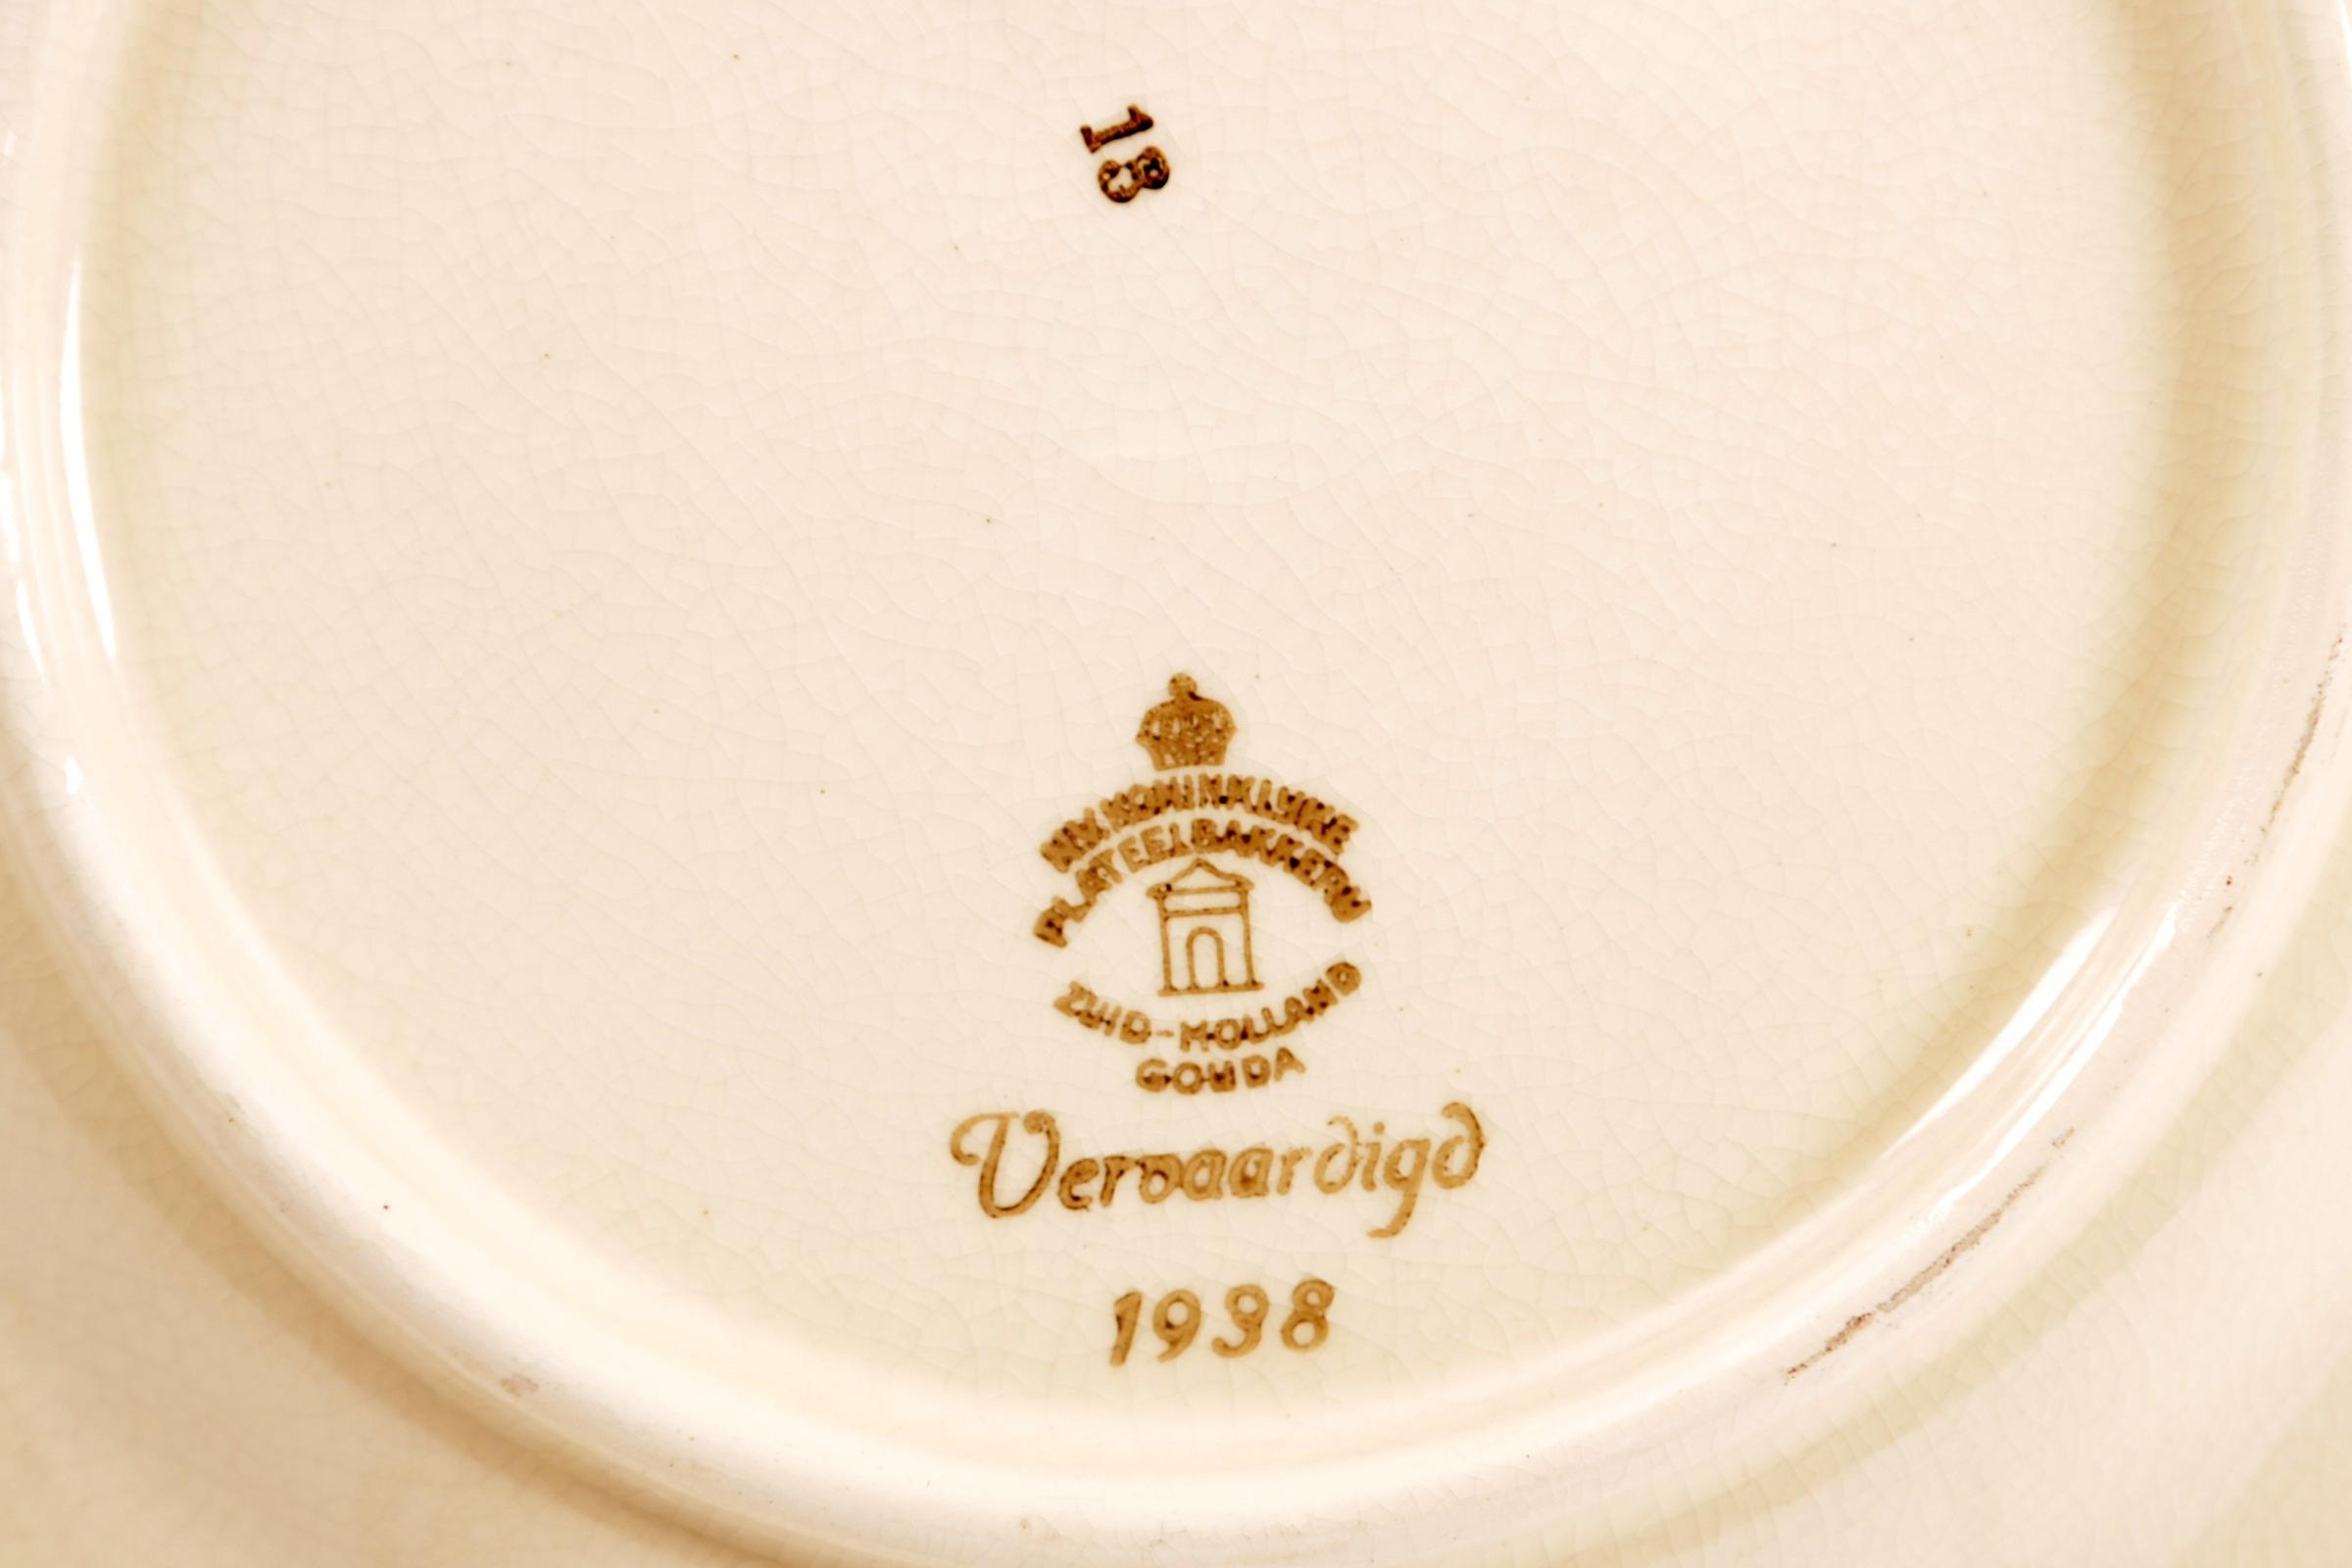 18
N.V. KONINKLIJKE
PLATEELBAKKERIJ
ZUID-HOLLAND
GOUDA
Vervaardigd
1938